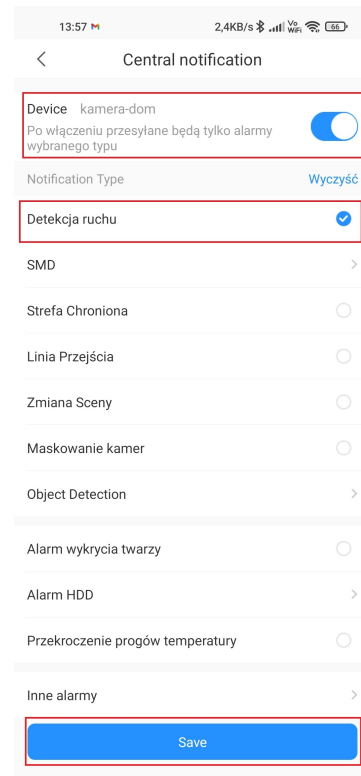 13:57 M 2,4KB/s Vo WiFi 66
Central notification
Device kamera-dom
Po włączeniu przesyłane będą tylko alarmy
wybranego typu
Notification Type Wyczyść
Detekcja ruchu
SMD
Strefa Chroniona
Linia Przejścia
Zmiana Sceny
Maskowanie kamer
Object Detection
Alarm wykrycia twarzy
Alarm HDD
Przekroczenie progów temperatury
Inne alarmy
Save